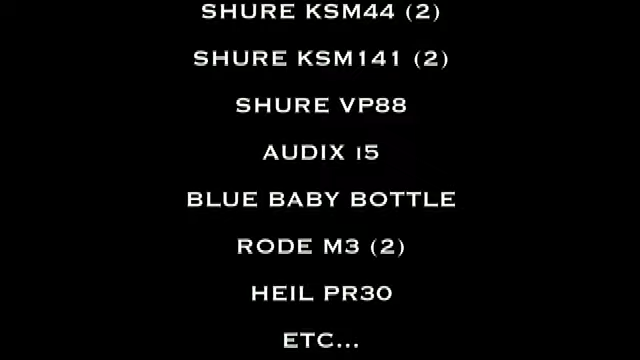 SHURE KSM44 (2)
SHURE KSM141 (2)
SHURE VP88
AUDIX i5
BLUE BABY BOTTLE
RODE M3 (2)
HEIL PR30
ETC...